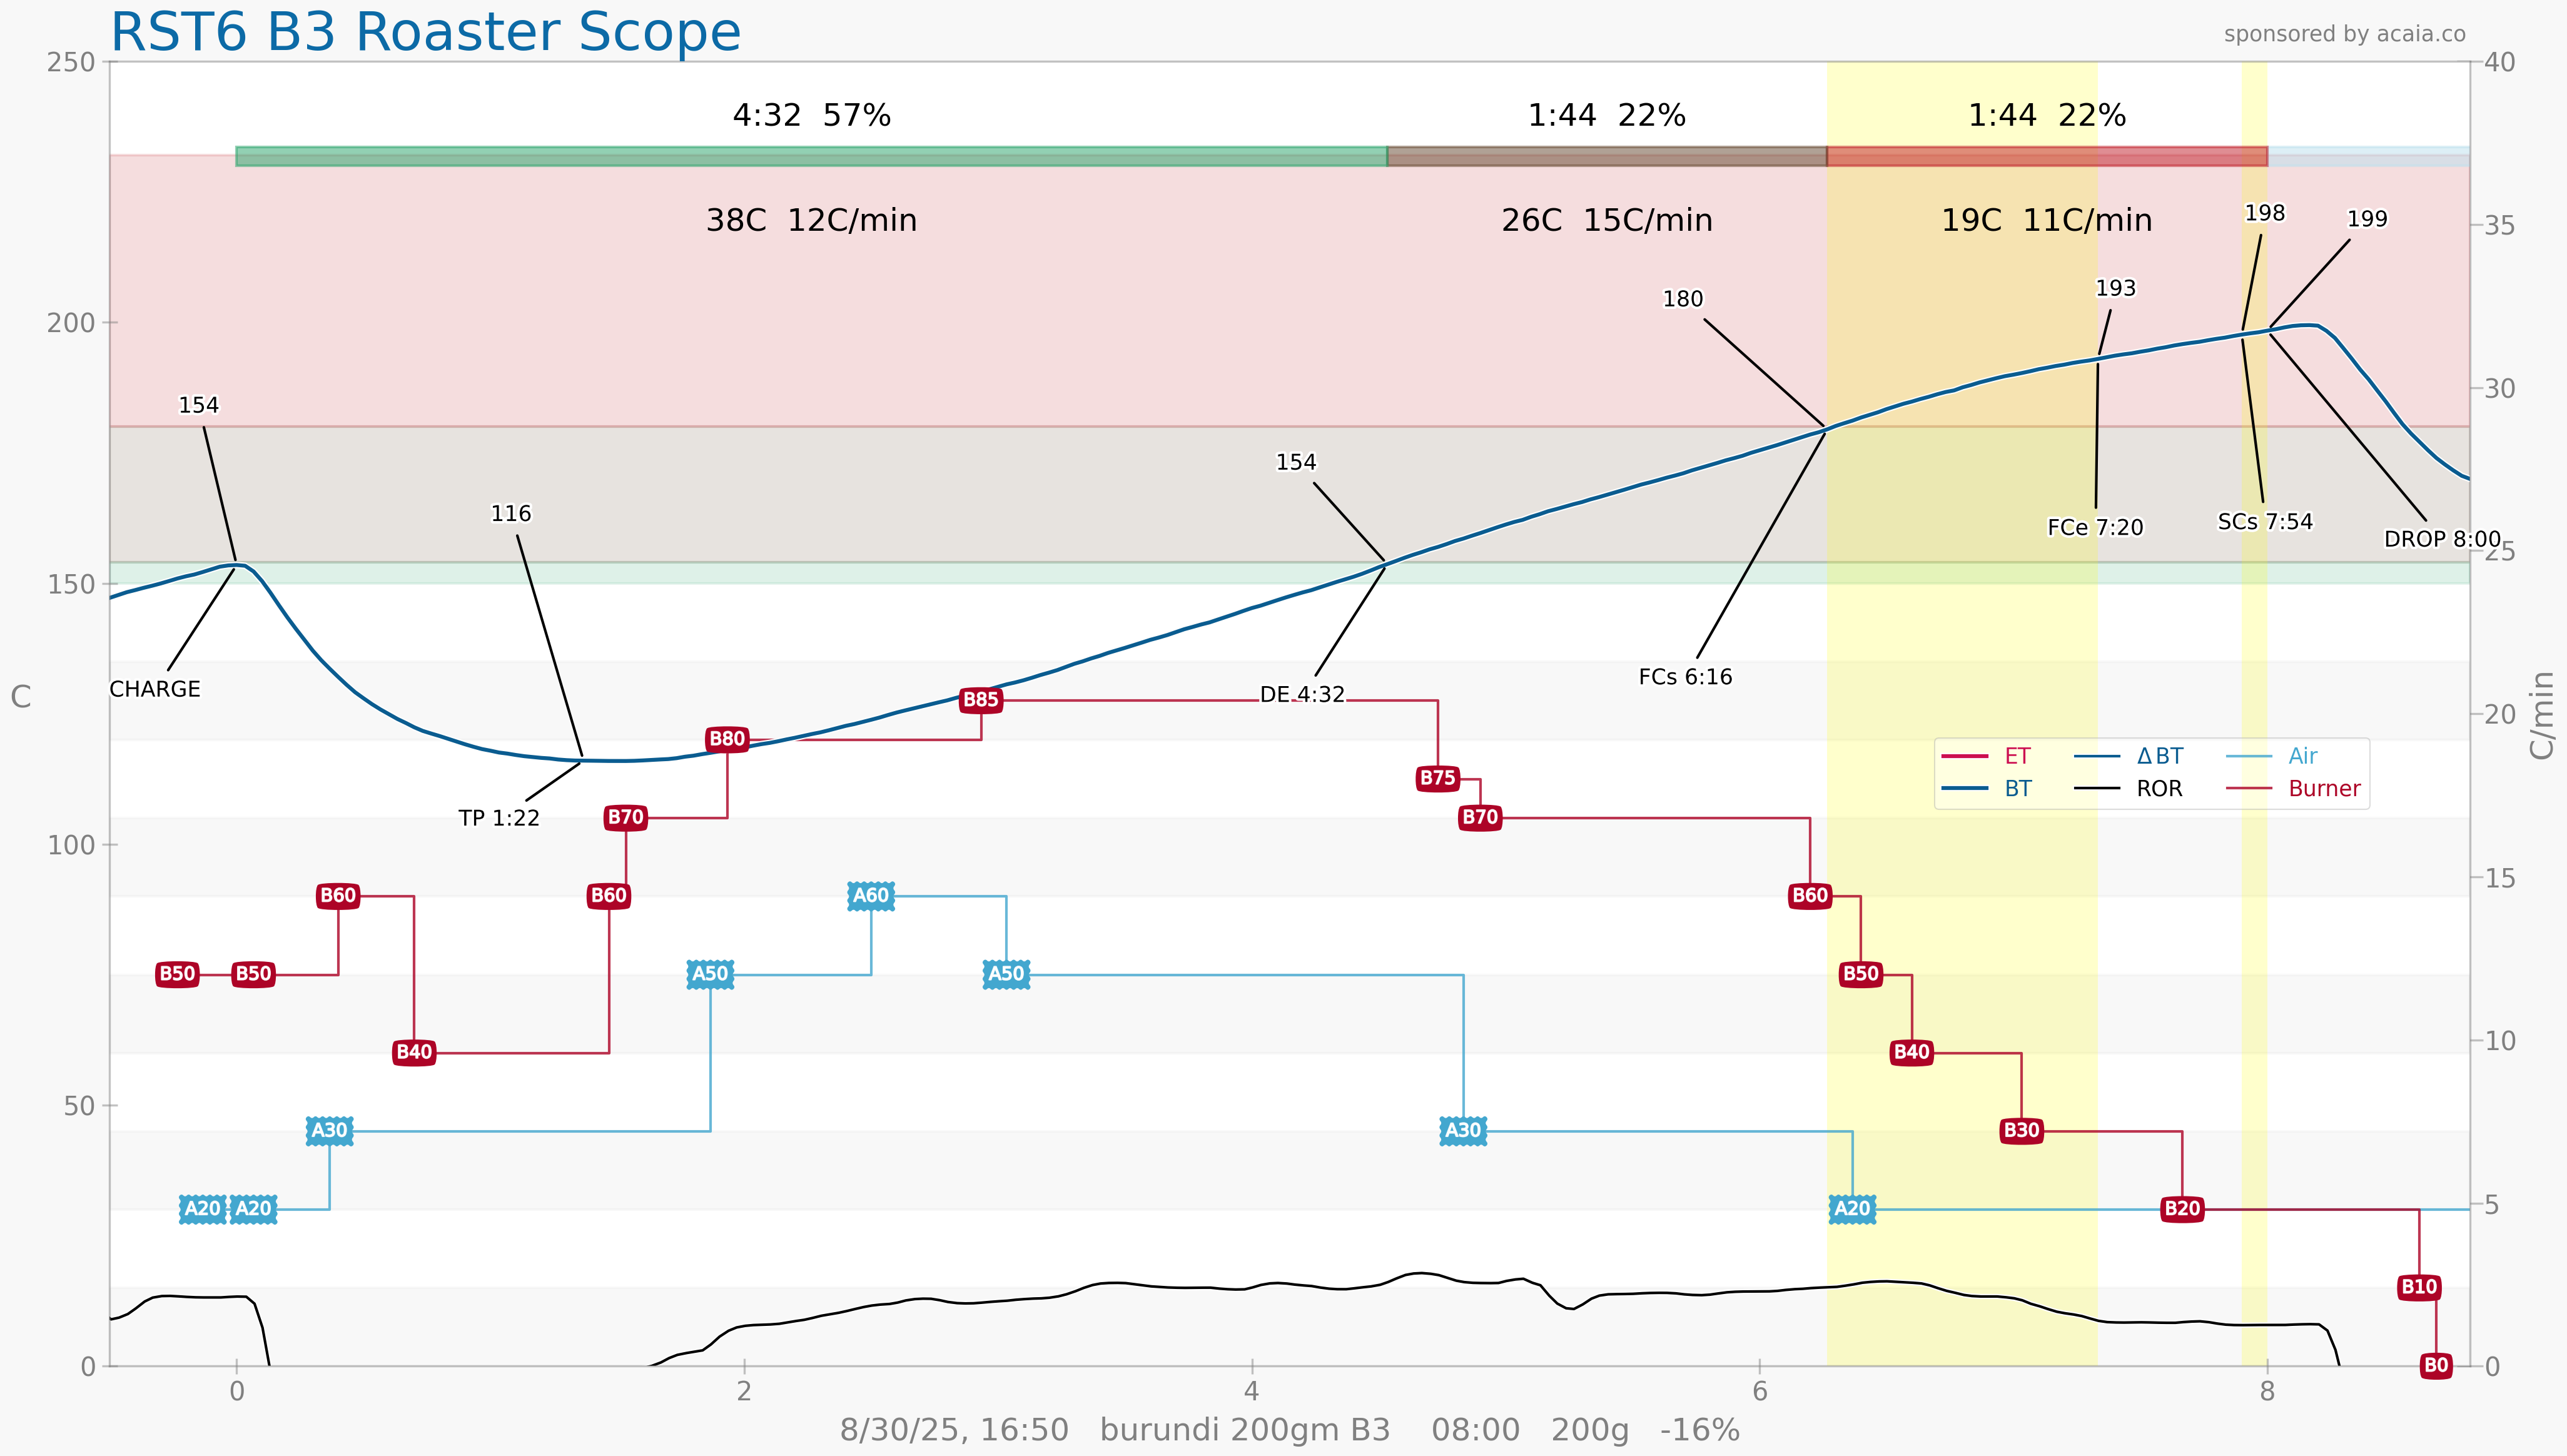 RST6 B3 Roaster Scope
sponsored by acaia.co
250
40
4:32  57%
1:44  22%
1:44  22%
38C  12C/min
26C  15C/min
19C  11C/min
198
199
35
200
180
193
30
154
154
116
FCe 7:20
SCs 7:54
DROP 8:00
25
150
CHARGE
DE 4:32
FCs 6:16
C
C/min
B85
20
B80
ET
Δ BT
Air
BT
ROR
Burner
B75
TP 1:22
B70
B70
100
B60
B60
A60
B60
15
B50
B50
A50
A50
B50
B40
B40
10
50
A30
A30
B30
A20
A20
A20
B20
5
B10
0
B0
0
0
2
4
6
8
8/30/25, 16:50   burundi 200gm B3    08:00   200g   -16%